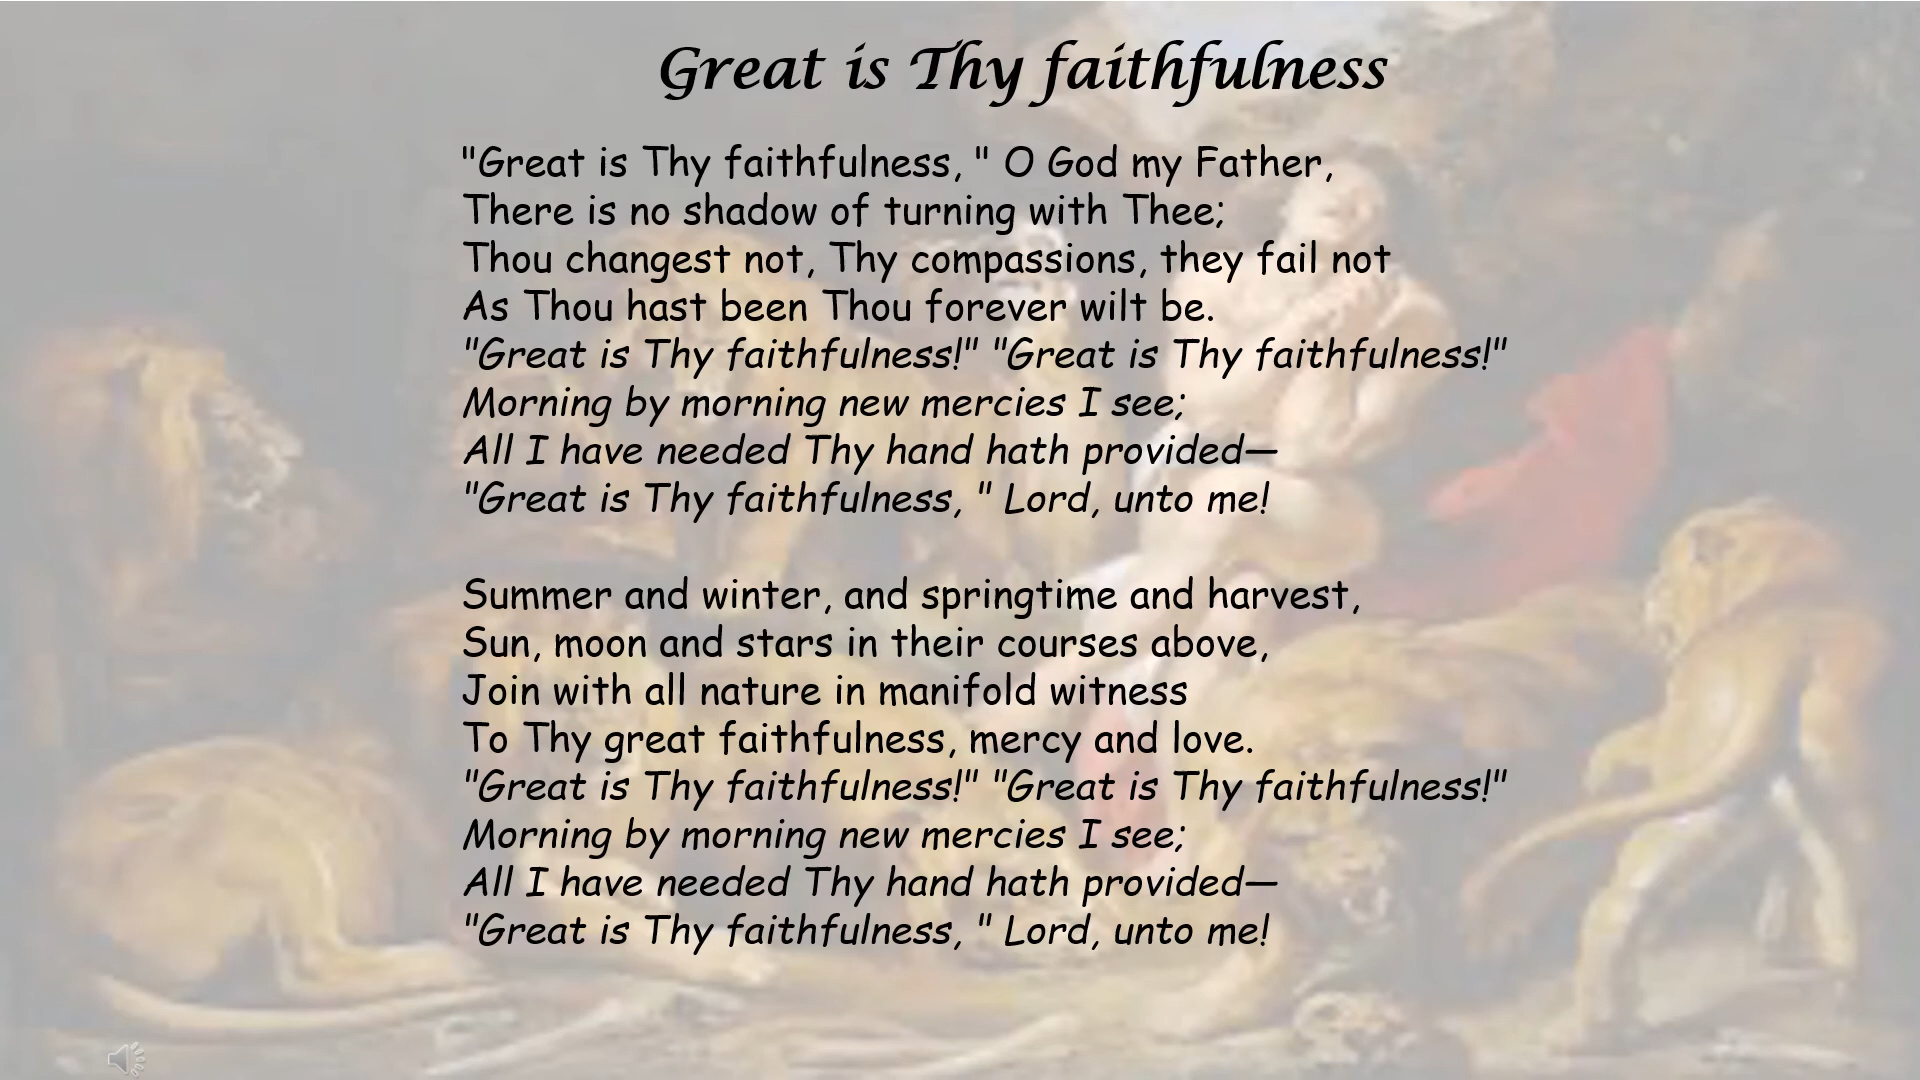 Great is Thy faithfulness
"Great is Thy faithfulness, " O God my Father,
There is no shadow of turning with Thee;
Thou changest not, Thy compassions, they fail not
As Thou hast been Thou forever wilt be.
"Great is Thy faithfulness!" "Great is Thy faithfulness!"
Morning by morning new mercies I see;
All I have needed Thy hand hath provided—
"Great is Thy faithfulness, " Lord, unto me!

Summer and winter, and springtime and harvest,
Sun, moon and stars in their courses above,
Join with all nature in manifold witness
To Thy great faithfulness, mercy and love.
"Great is Thy faithfulness!" "Great is Thy faithfulness!"
Morning by morning new mercies I see;
All I have needed Thy hand hath provided—
"Great is Thy faithfulness, " Lord, unto me!